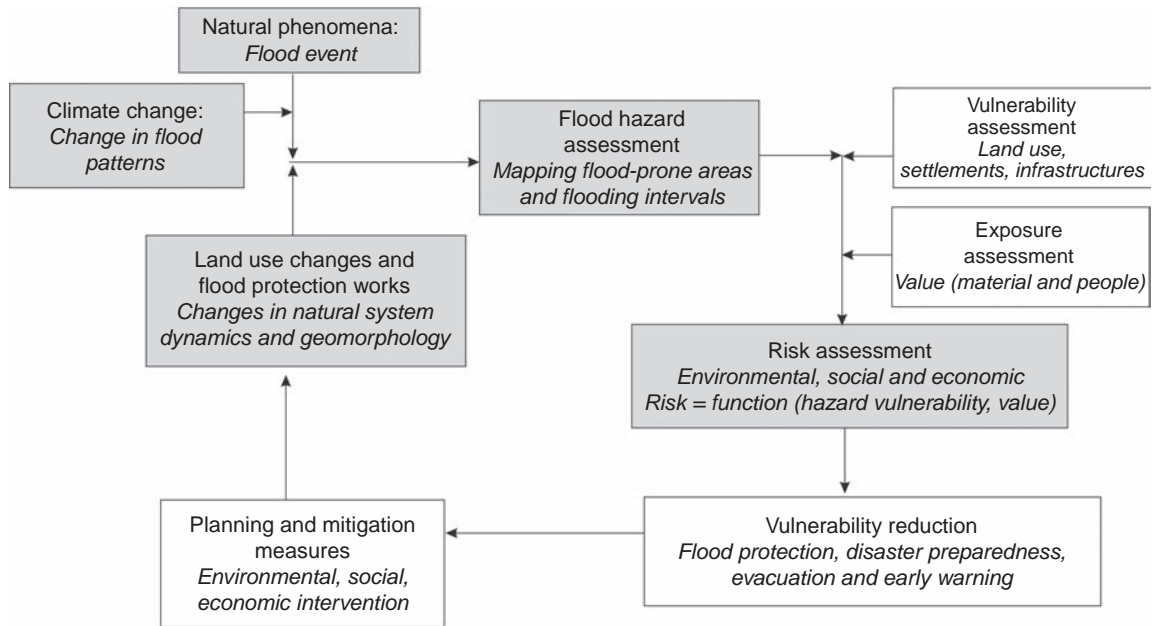 Natural phenomena:
Flood event
Climate change:
Change in flood
patterns
Flood hazard
assessment
Mapping flood-prone areas
and flooding intervals
Vulnerability
assessment
Land use,
settlements, infrastructures
Exposure
assessment
Value (material and people)
Land use changes and
flood protection works
Changes in natural system
dynamics and geomorphology
Risk assessment
Environmental, social and economic
Risk = function (hazard vulnerability, value)
Planning and mitigation
measures
Environmental, social,
economic intervention
Vulnerability reduction
Flood protection, disaster preparedness,
evacuation and early warning